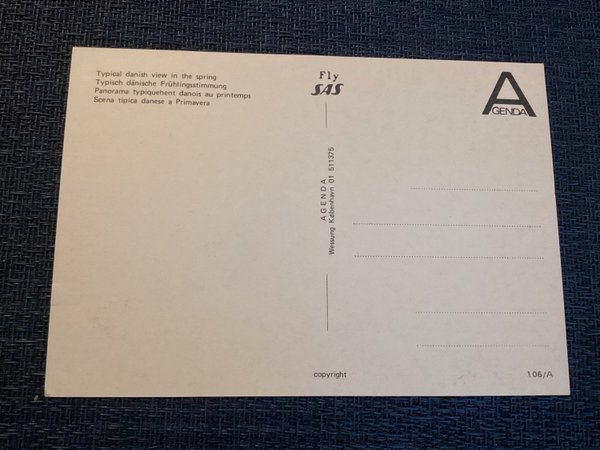 Typical danish view in the spring
Typisch dänische Frühlingsstimmung
Panorama typiquehent danois au printemps
Scena tipica danese a Primavera
Fly
SAS
AGENDA
AGENDA
Wessung København 01 511375
copyright
106/A